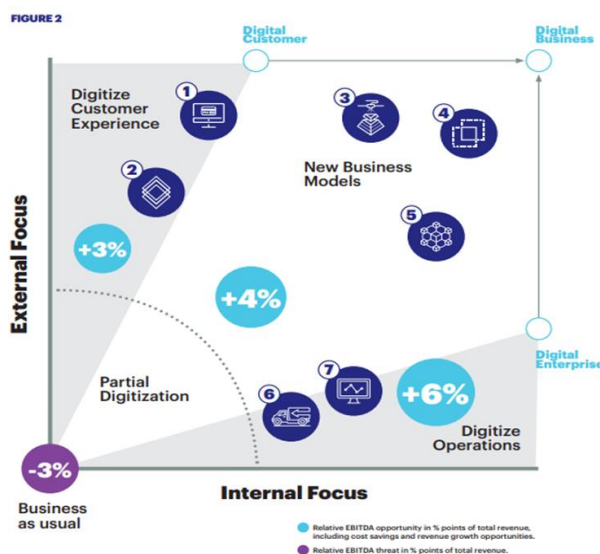 FIGURE 2
Digital
Customer
Digital
Business
Digitize
Customer
Experience
1
2
3
4
5
New Business
Models
+3%
+4%
External Focus
Partial
Digitization
6
7
+6%
Digital
Enterprise
Digitize
Operations
-3%
Business
as usual
Internal Focus
Relative EBITDA opportunity in % points of total revenue,
including cost savings and revenue growth opportunities.
Relative EBITDA threat in % points of total revenue.